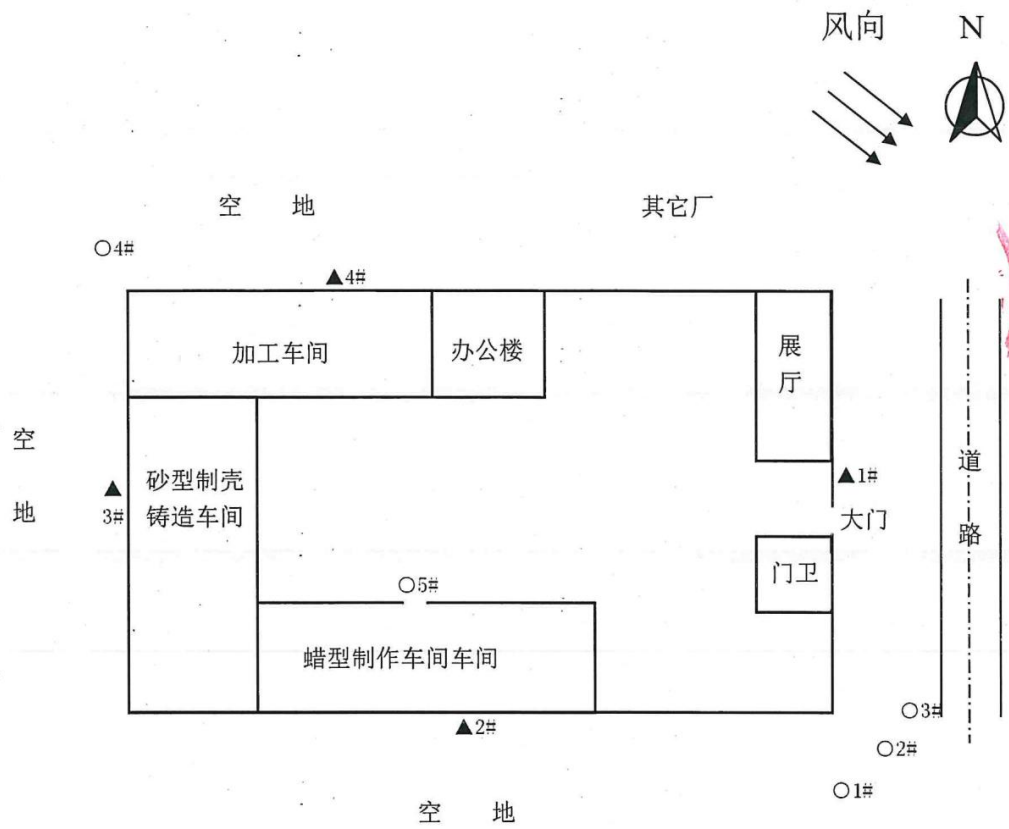 风向 N
空 地 其它厂
○4#
▲4#
加工车间 办公楼 展厅
空地
砂型制壳
铸造车间
▲
3#
▲1#
大门
道路
○5#
门卫
蜡型制作车间车间
▲2#
○3#
○2#
○1#
空 地